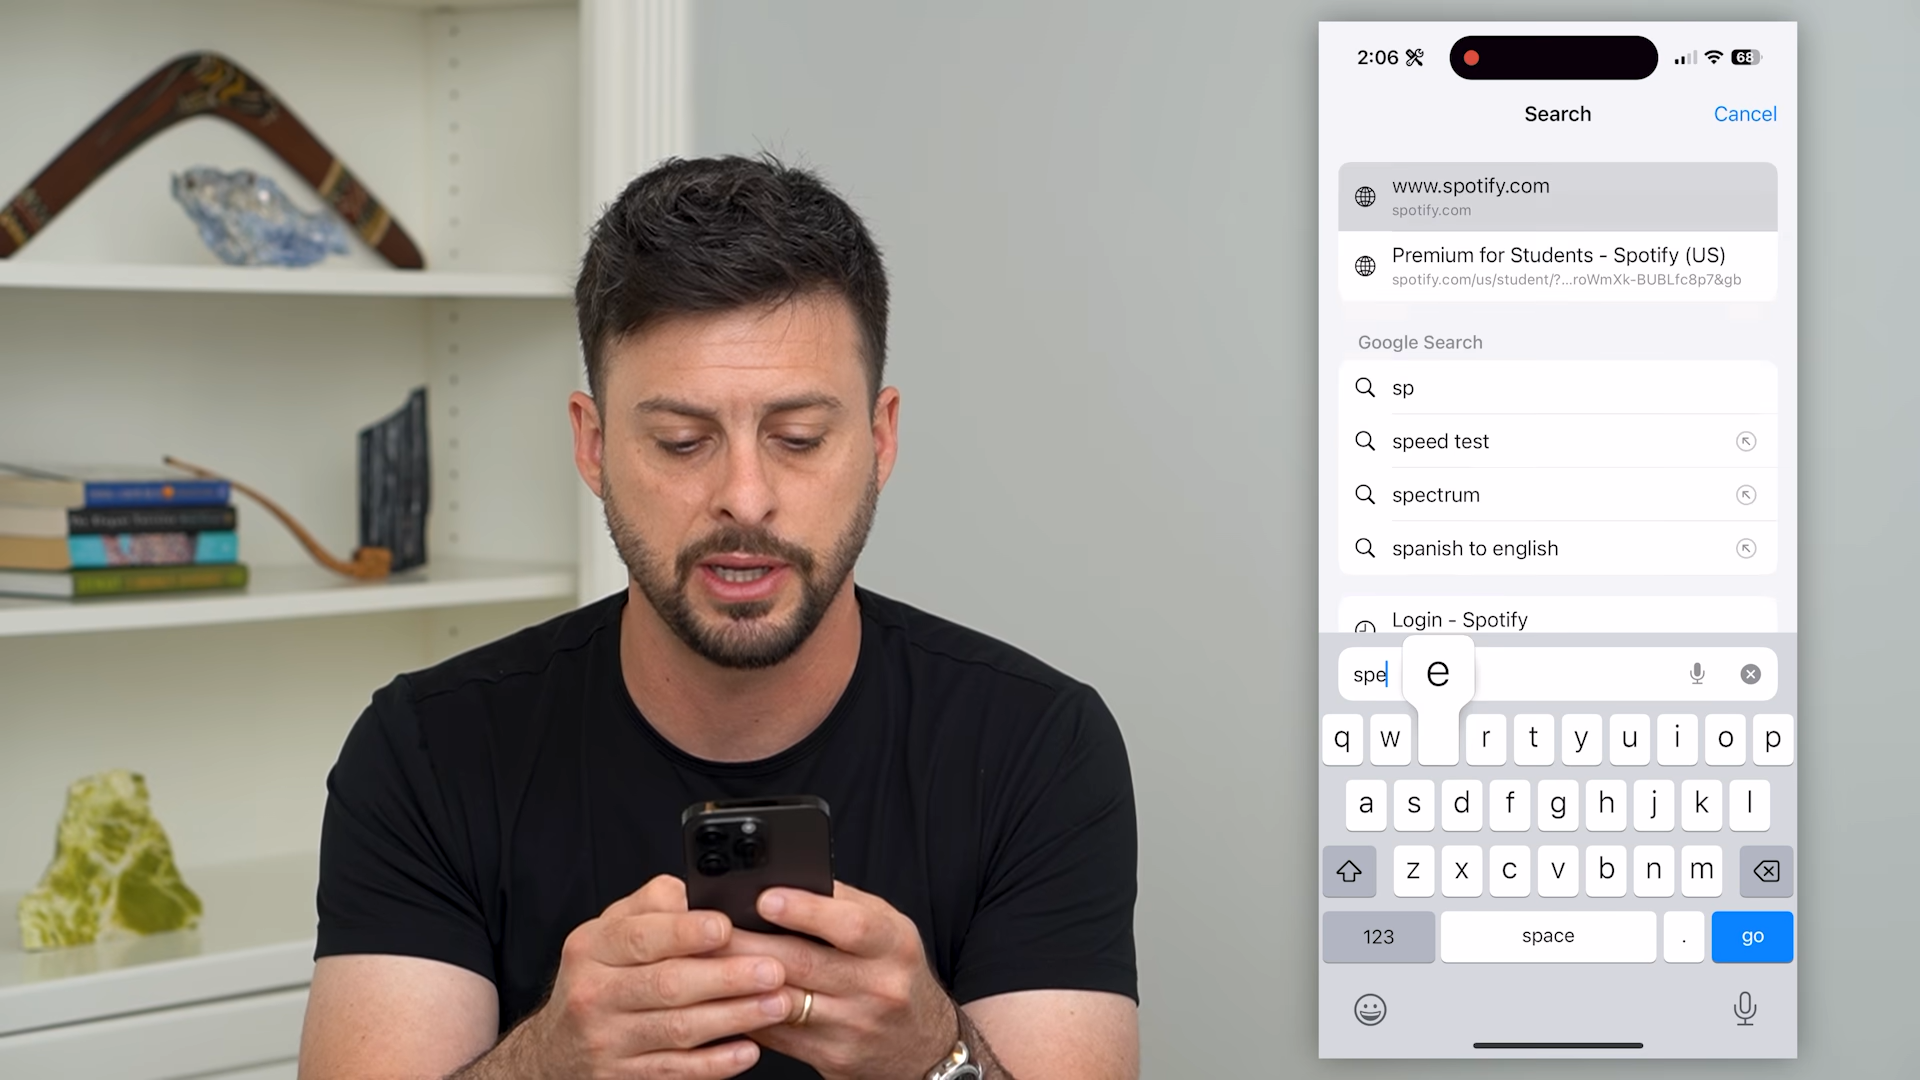 2:06
68
Search
Cancel
www.spotify.com
spotify.com
Premium for Students - Spotify (US)
spotify.com/us/student/?...roWmXk-BUBLfc8p7&gb
Google Search
sp
speed test
spectrum
spanish to english
Login - Spotify
spe
e
q w r t y u i o p
a s d f g h j k l
z x c v b n m
123 space . go